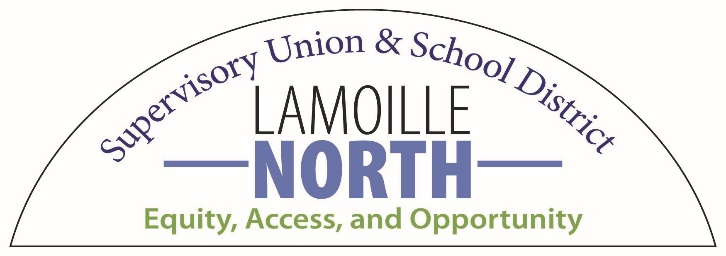 Supervisory Union & School District
LAMOILLE
NORTH
Equity, Access, and Opportunity